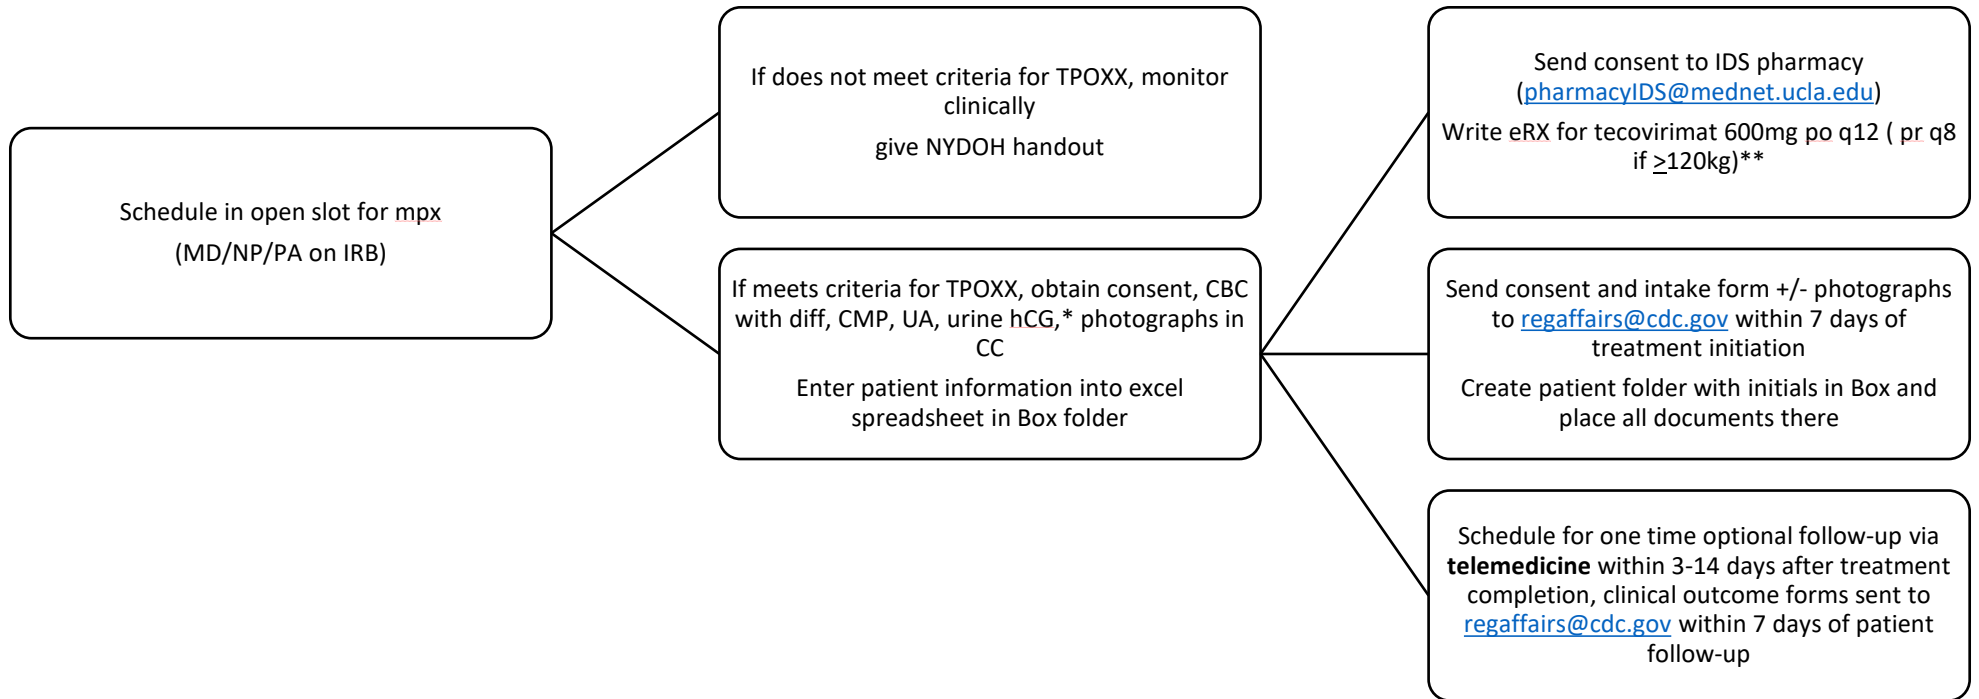 Schedule in open slot for mpx
(MD/NP/PA on IRB)
If does not meet criteria for TPOXX, monitor
clinically
give NYDOH handout
If meets criteria for TPOXX, obtain consent, CBC
with diff, CMP, UA, urine hCG,* photographs in
CC
Enter patient information into excel
spreadsheet in Box folder
Send consent to IDS pharmacy
(pharmacyIDS@mednet.ucla.edu)
Write eRX for tecovirimat 600mg po q12 ( pr q8
if >120kg)**
Send consent and intake form +/- photographs
to regaffairs@cdc.gov within 7 days of
treatment initiation
Create patient folder with initials in Box and
place all documents there
Schedule for one time optional follow-up via
telemedicine within 3-14 days after treatment
completion, clinical outcome forms sent to
regaffairs@cdc.gov within 7 days of patient
follow-up